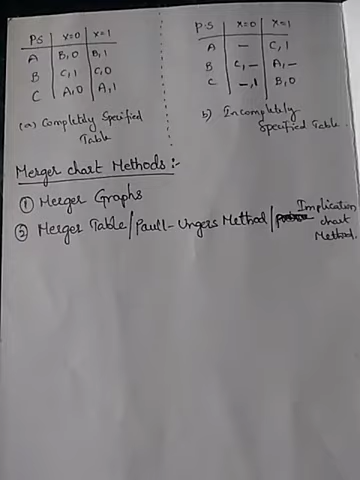 P.S x=0 x=1
A B,0 B,1
B C,1 C,0
C A,0 A,1
(a) Completely Specified
Table
P.S x=0 x=1
A - C,1
B C,- A,-
C -,1 B,0
b) Incompletely
Specified Table.
Merger chart Methods:-
① Merger Graphs
② Merger Table/Paull-Ungers Method/ Implication
chart
Method.